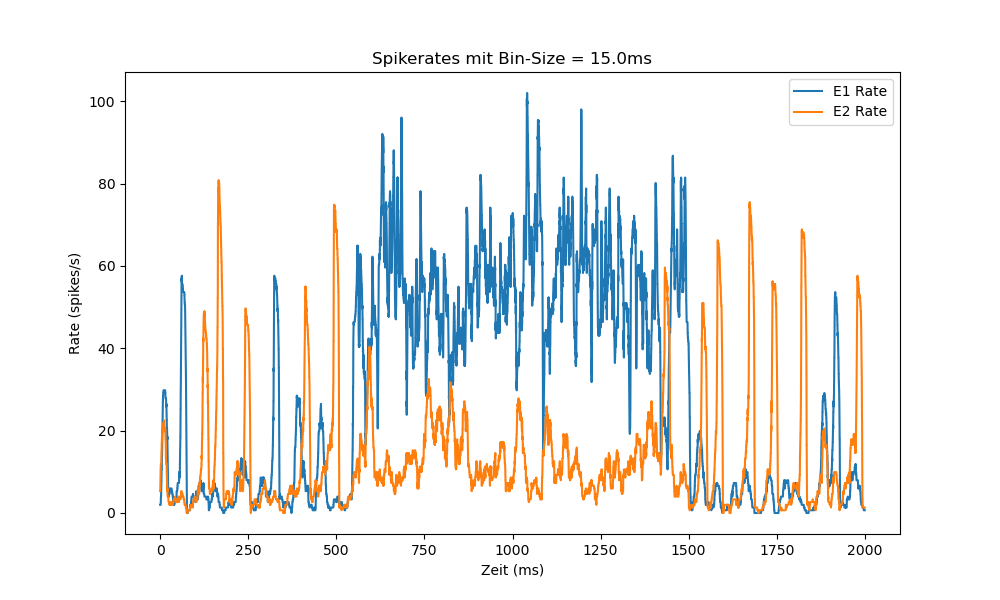 Spikerates mit Bin-Size = 15.0ms
E1 Rate
E2 Rate
Rate (spikes/s)
100
80
60
40
20
0
0 250 500 750 1000 1250 1500 1750 2000
Zeit (ms)